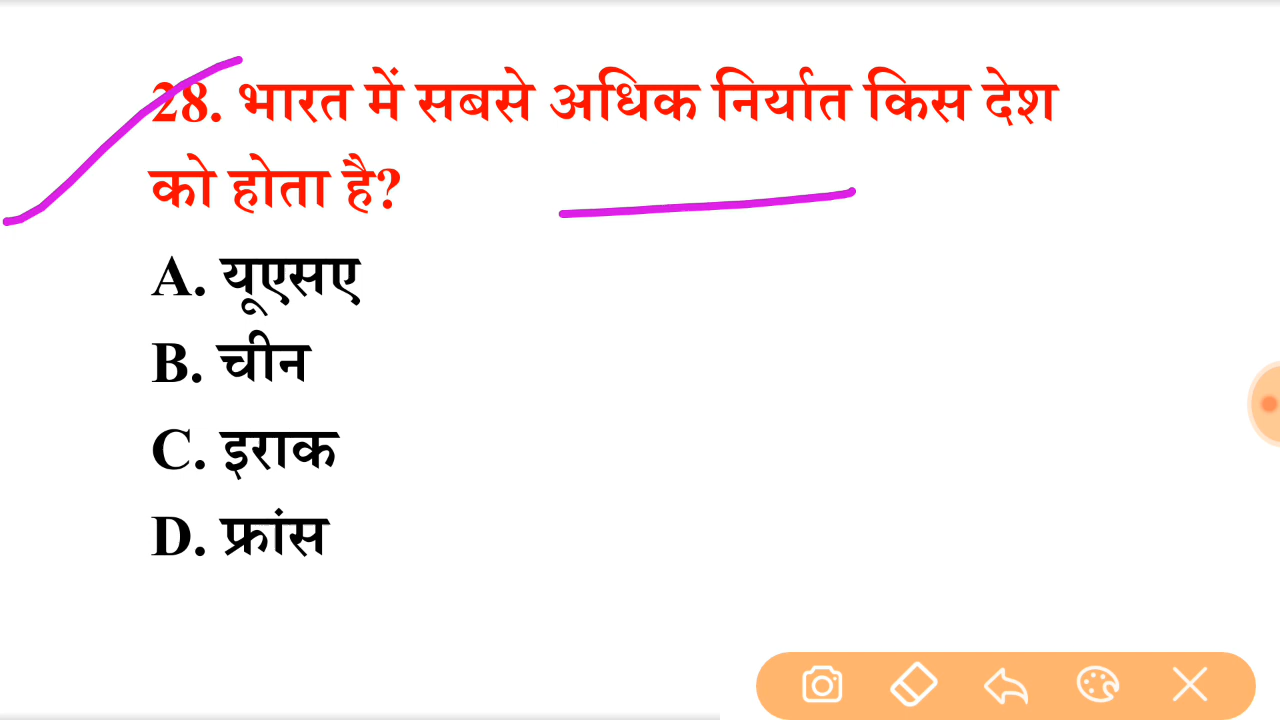 28. भारत में सबसे अधिक निर्यात किस देश
को होता है?
A. यूएसए
B. चीन
C. इराक
D. फ्रांस